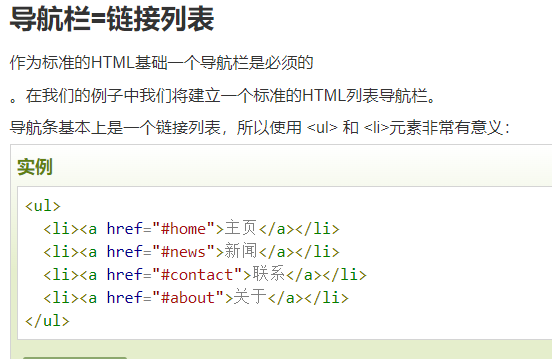 导航栏=链接列表
作为标准的HTML基础一个导航栏是必须的
。在我们的例子中我们将建立一个标准的HTML列表导航栏。
导航条基本上是一个链接列表，所以使用 <ul> 和 <li>元素非常有意义：
实例
<ul>
  <li><a href="#home">主页</a></li>
  <li><a href="#news">新闻</a></li>
  <li><a href="#contact">联系</a></li>
  <li><a href="#about">关于</a></li>
</ul>